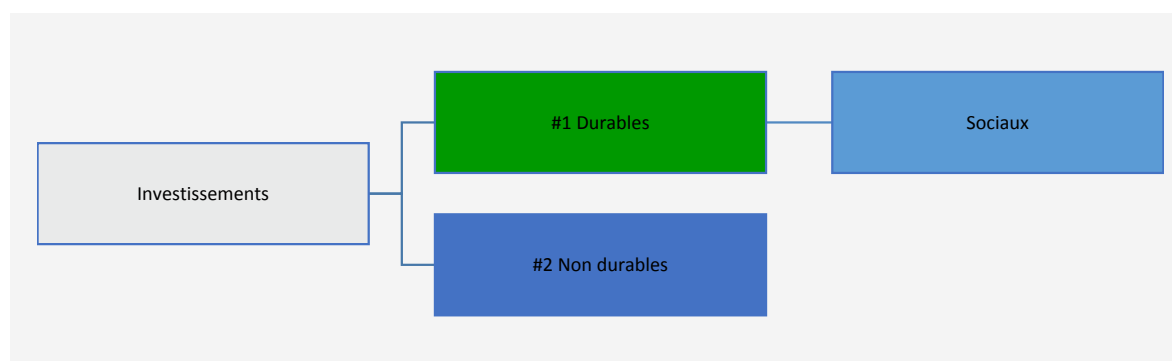 #1 Durables
Sociaux
Investissements
#2 Non durables